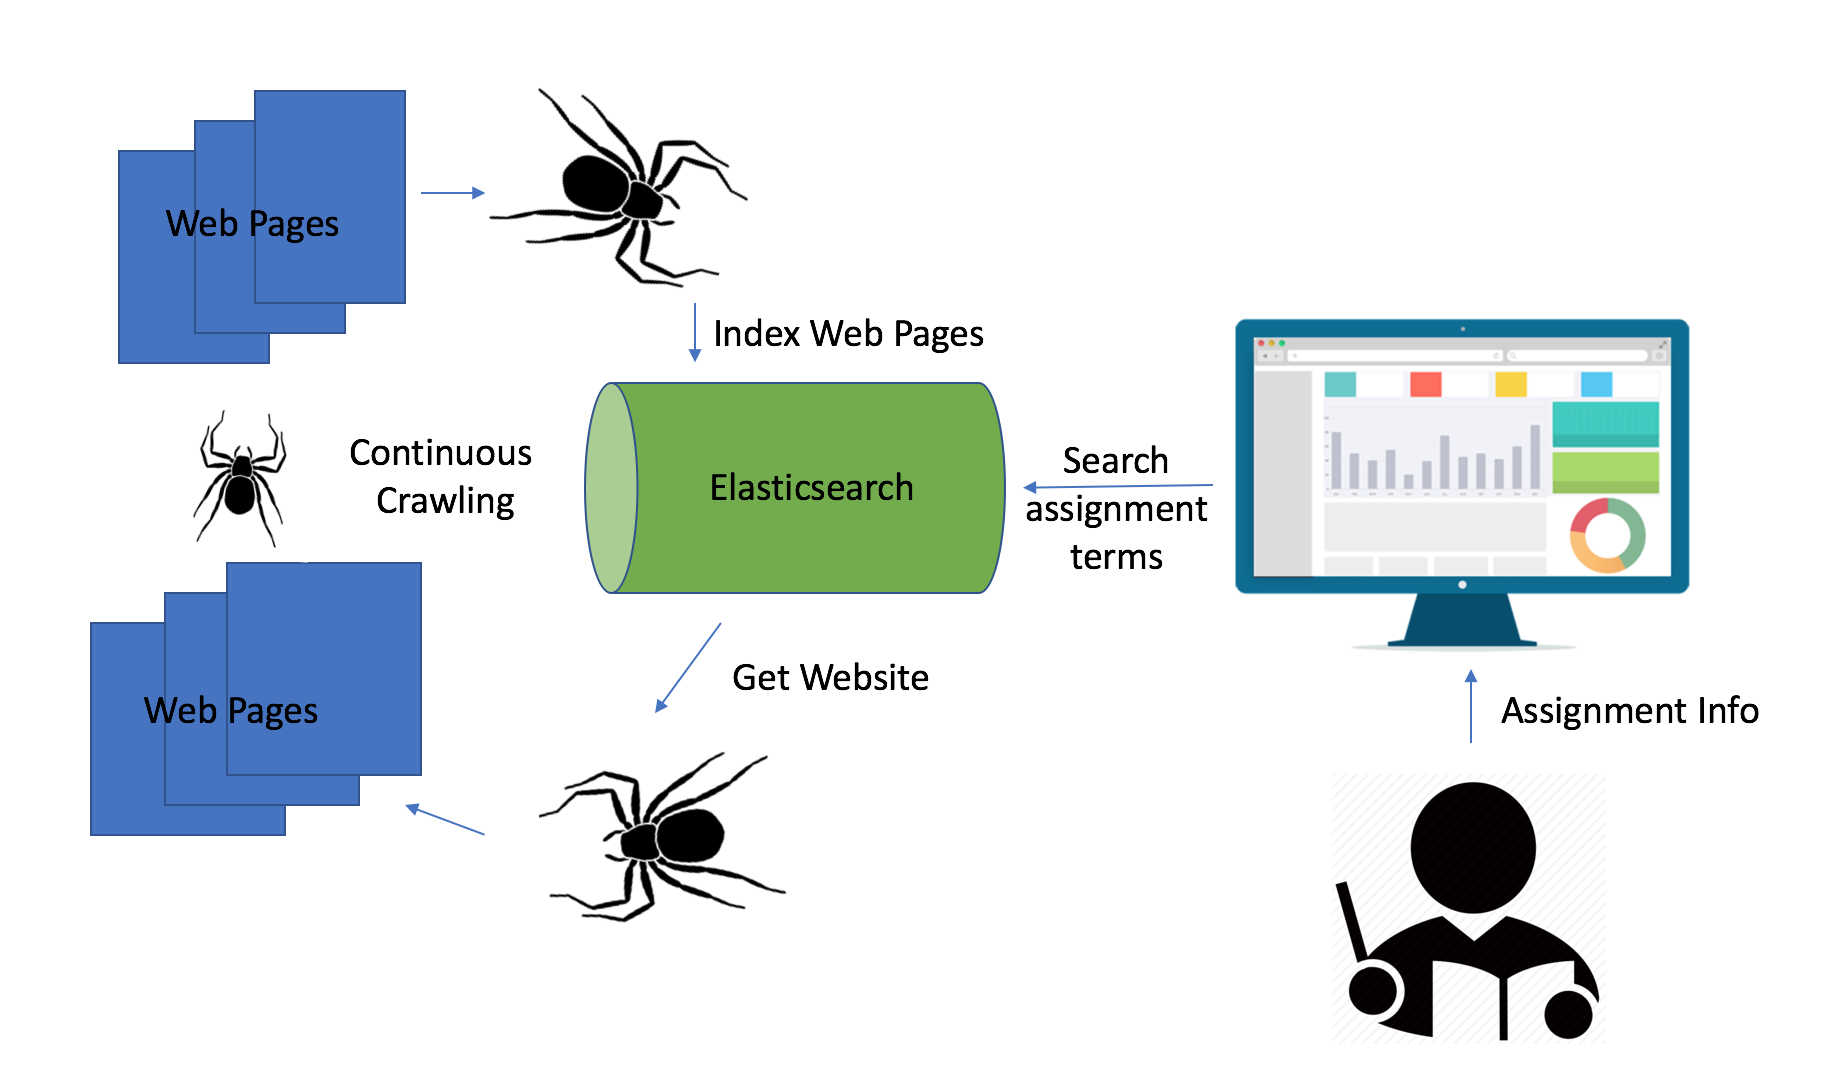 Web Pages
Index Web Pages
Continuous
Crawling
Elasticsearch
Search
assignment
terms
Get Website
Web Pages
Assignment Info